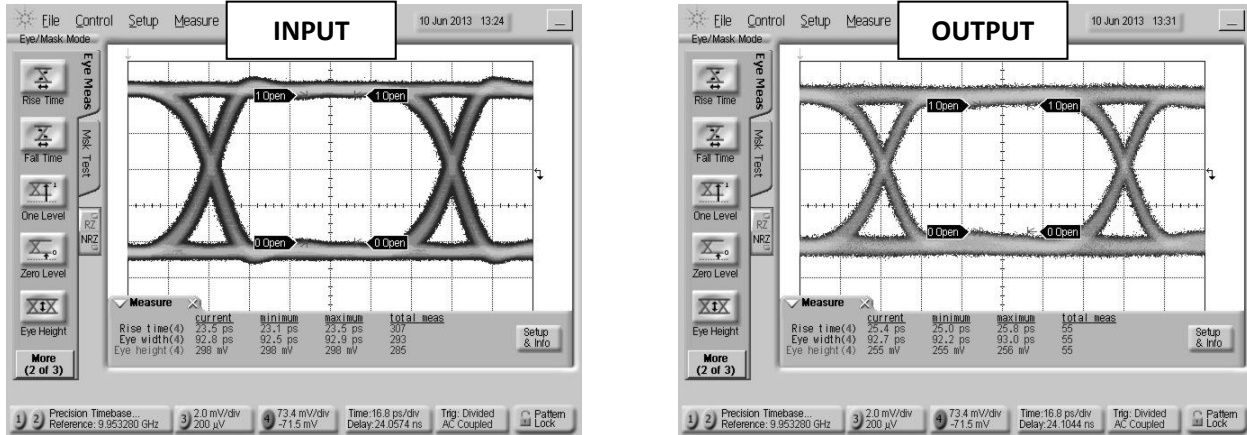 INPUT
File Control Setup Measure
10 Jun 2013 13:24
Eye/Mask Mode
Rise Time
Fall Time
One Level
Zero Level
Eye Height
More
(2 of 3)
Eye Meas
Msk Test
RZ
NRZ
1 Open
1 Open
0 Open
0 Open
Measure
current minimum maximum total meas
Rise time(4) 23.5 ps 23.1 ps 23.5 ps 307
Eye width(4) 92.8 ps 92.5 ps 92.9 ps 293
Eye height(4) 298 mV 298 mV 298 mV 285
Setup
& Info
1 2 Precision Timebase...
Reference: 9.953280 GHz
3 2.0 mV/div
200 µV
4 73.4 mV/div
-71.5 mV
Time:16.8 ps/div
Delay:24.0574 ns
Trig: Divided
AC Coupled
Pattern
Lock
OUTPUT
File Control Setup Measure
10 Jun 2013 13:31
Eye/Mask Mode
Rise Time
Fall Time
One Level
Zero Level
Eye Height
More
(2 of 3)
Eye Meas
Msk Test
RZ
NRZ
1 Open
1 Open
0 Open
0 Open
Measure
current minimum maximum total meas
Rise time(4) 25.4 ps 25.0 ps 25.8 ps 55
Eye width(4) 92.7 ps 92.2 ps 93.0 ps 55
Eye height(4) 255 mV 255 mV 256 mV 55
Setup
& Info
1 2 Precision Timebase...
Reference: 9.953280 GHz
3 2.0 mV/div
200 µV
4 73.4 mV/div
-71.5 mV
Time:16.8 ps/div
Delay:24.1044 ns
Trig: Divided
AC Coupled
Pattern
Lock